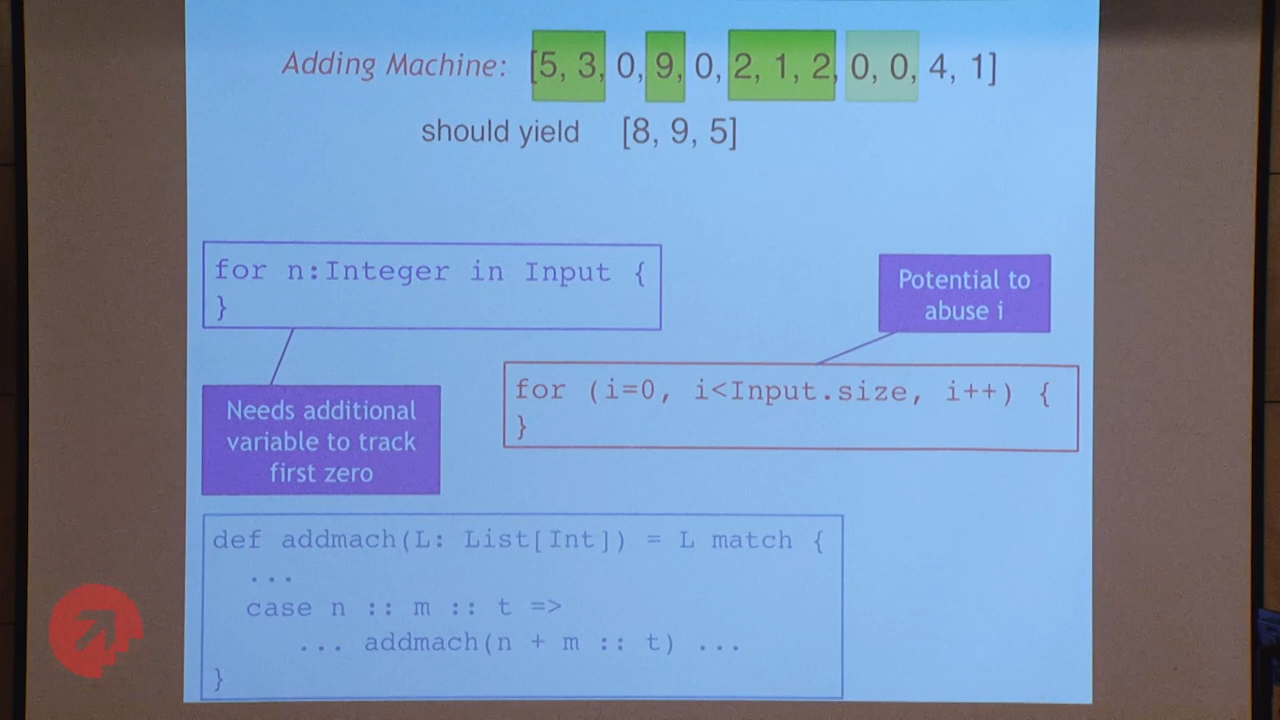 Adding Machine: [5, 3, 0, 9, 0, 2, 1, 2, 0, 0, 4, 1]
should yield [8, 9, 5]
for n:Integer in Input {
}
Potential to
abuse i
for (i=0, i<Input.size, i++) {
}
Needs additional
variable to track
first zero
def addmach(L: List[Int]) = L match {
...
case n :: m :: t =>
... addmach(n + m :: t) ...
}